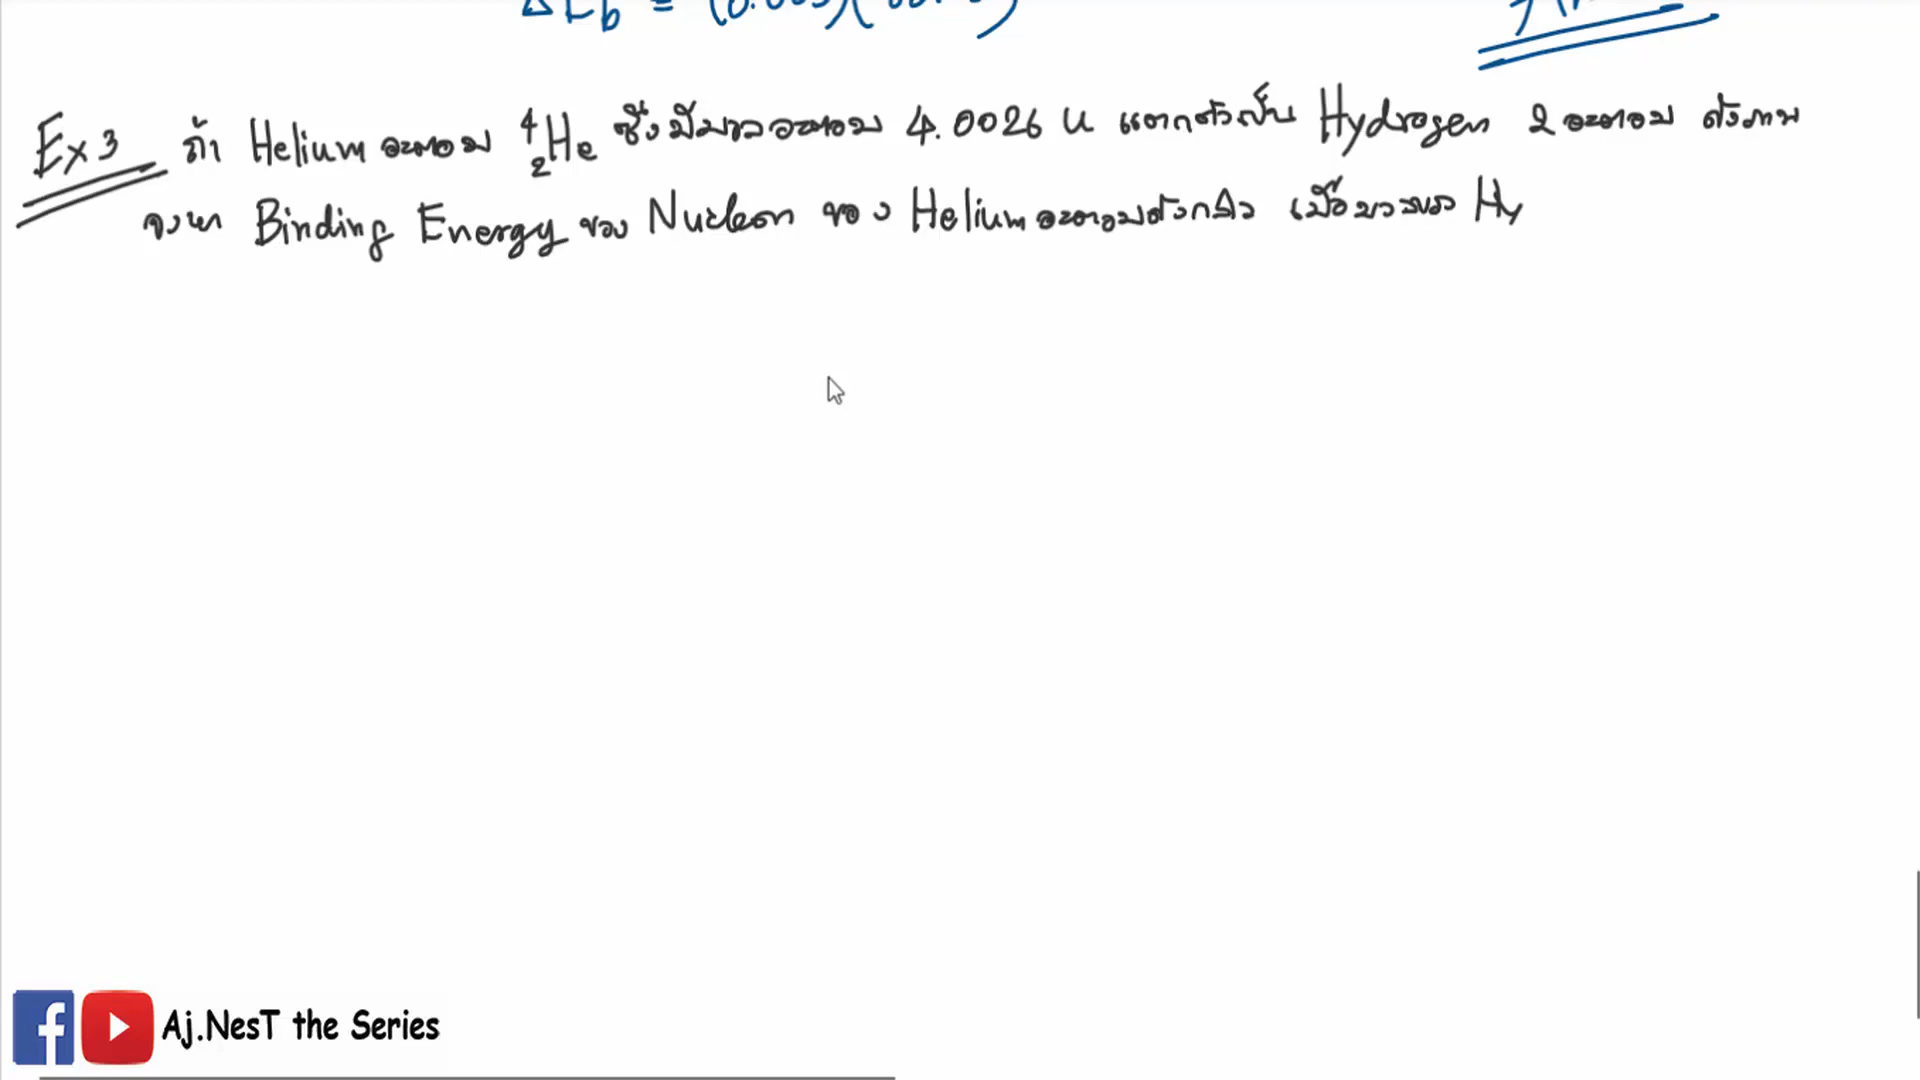 ΔE_b = (0.003)(
Ex 3 ถ้า Helium อะตอม ⁴₂He ซึ่งมีมวลอะตอม 4.0026 u แตกตัวเป็น Hydrogen 2 อะตอม ดังภาพ
จงหา Binding Energy ของ Nucleon ของ Helium อะตอมดังกล่าว เมื่อมวลของ Hy
Aj.NesT the Series